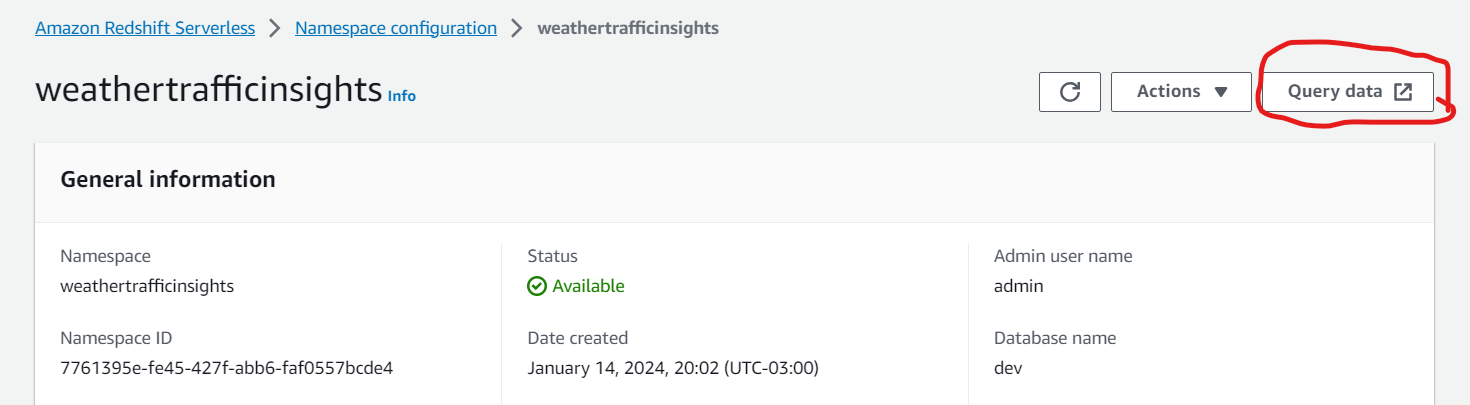 Amazon Redshift Serverless > Namespace configuration > weathertrafficinsights
weathertrafficinsights Info
Actions
Query data
General information
Namespace
weathertrafficinsights
Status
Available
Admin user name
admin
Namespace ID
7761395e-fe45-427f-abb6-faf0557bcde4
Date created
January 14, 2024, 20:02 (UTC-03:00)
Database name
dev